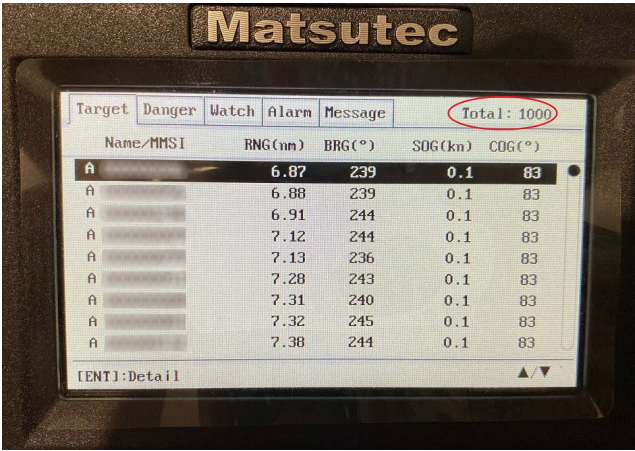 Matsutec
Target Danger Watch Alarm Message Total: 1000
Name/MMSI RNG(nm) BRG(°) SOG(kn) COG(°)
A 6.87 239 0.1 83
A 6.88 239 0.1 83
A 6.91 244 0.1 83
A 7.12 244 0.1 83
A 7.13 236 0.1 83
A 7.28 243 0.1 83
A 7.31 240 0.1 83
A 7.32 245 0.1 83
A 7.38 244 0.1 83
[ENT]:Detail ▲/▼